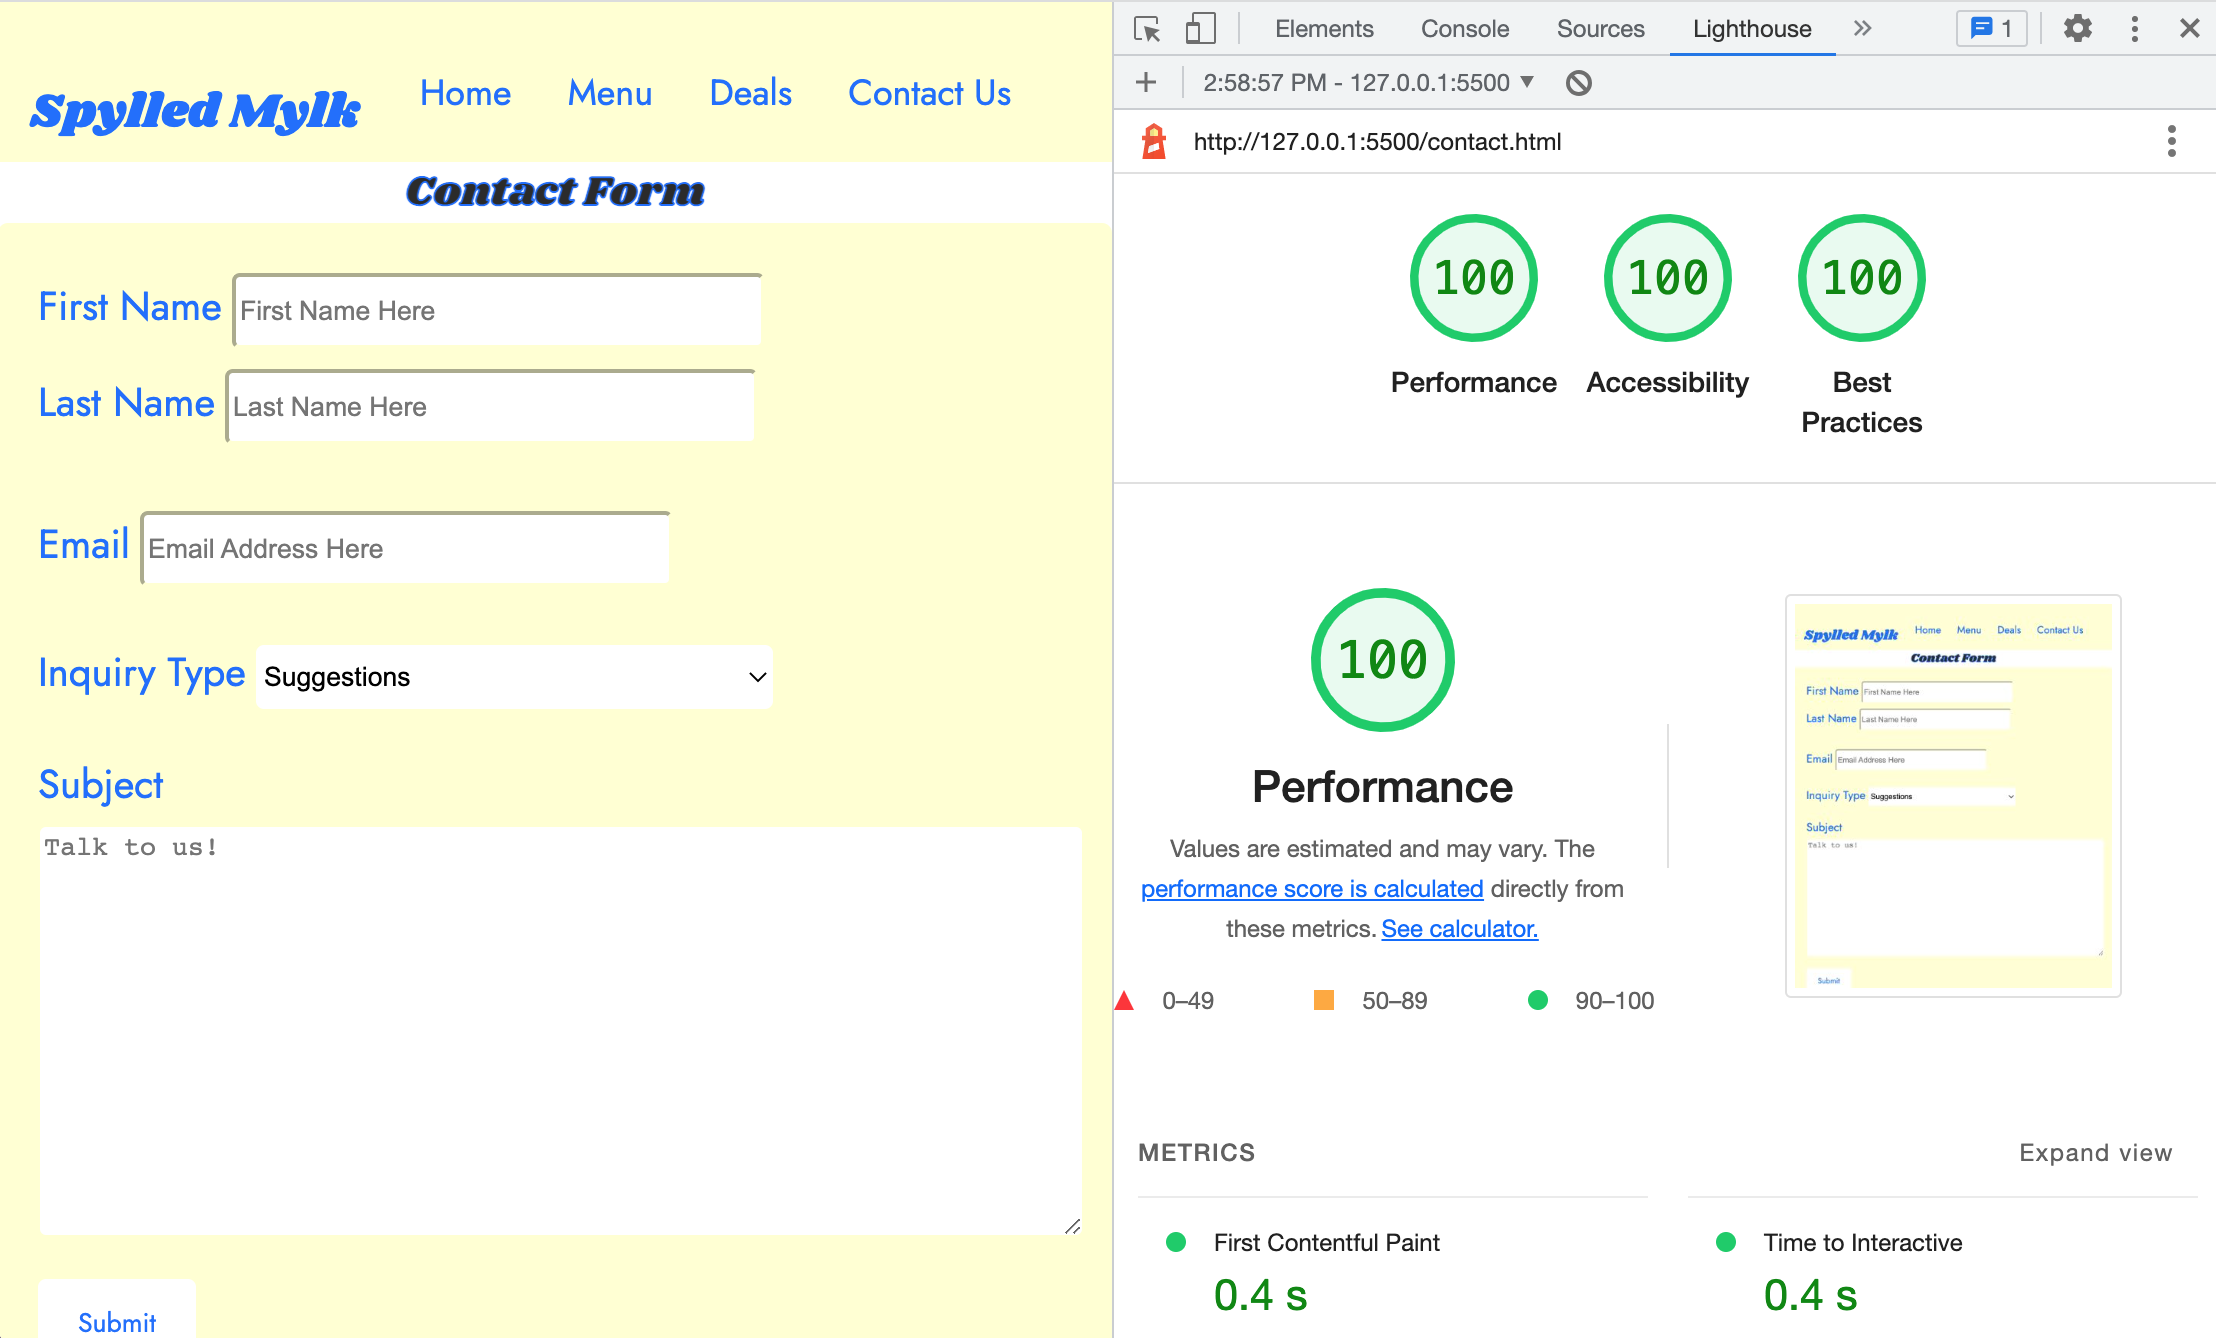 Spylled Mylk
Home
Menu
Deals
Contact Us
Contact Form
First Name
First Name Here
Last Name
Last Name Here
Email
Email Address Here
Inquiry Type
Suggestions
Subject
Talk to us!
Submit
Elements
Console
Sources
Lighthouse
1
2:58:57 PM - 127.0.0.1:5500
http://127.0.0.1:5500/contact.html
100
Performance
100
Accessibility
100
Best
Practices
100
Performance
Values are estimated and may vary. The
performance score is calculated directly from
these metrics. See calculator.
0–49
50–89
90–100
Spylled Mylk
Home
Menu
Deals
Contact Us
Contact Form
First Name
First Name Here
Last Name
Last Name Here
Email
Email Address Here
Inquiry Type
Suggestions
Subject
Talk to us!
Submit
METRICS
Expand view
First Contentful Paint
0.4 s
Time to Interactive
0.4 s